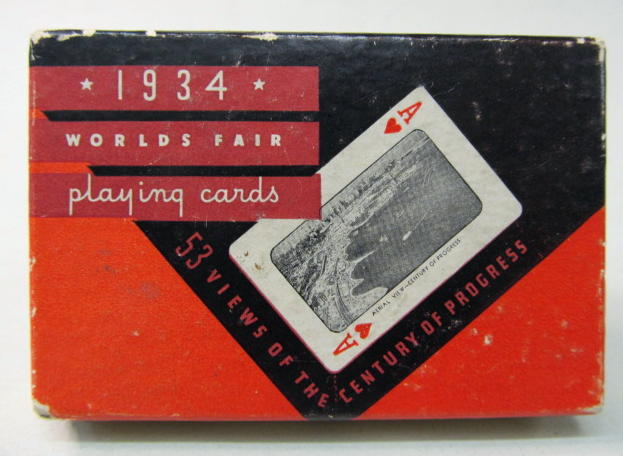 ★ 1934 ★
WORLDS FAIR
playing cards
A
AERIAL VIEW—CENTURY OF PROGRESS
A
53 VIEWS OF THE
CENTURY OF PROGRESS